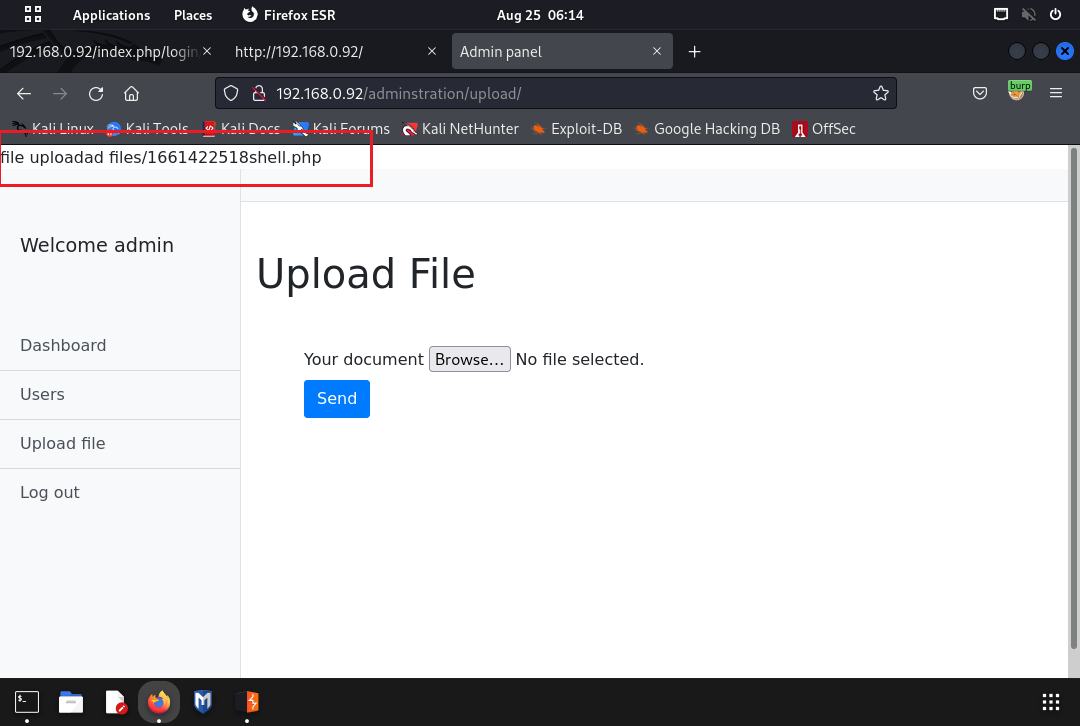 Applications Places Firefox ESR Aug 25 06:14
192.168.0.92/index.php/login http://192.168.0.92/ Admin panel
192.168.0.92/adminstration/upload/ burp
Kali Linux Kali Tools Kali Docs Kali Forums Kali NetHunter Exploit-DB Google Hacking DB OffSec
file uploadad files/1661422518shell.php
Welcome admin
Upload File
Dashboard
Your document Browse... No file selected.
Users
Send
Upload file
Log out